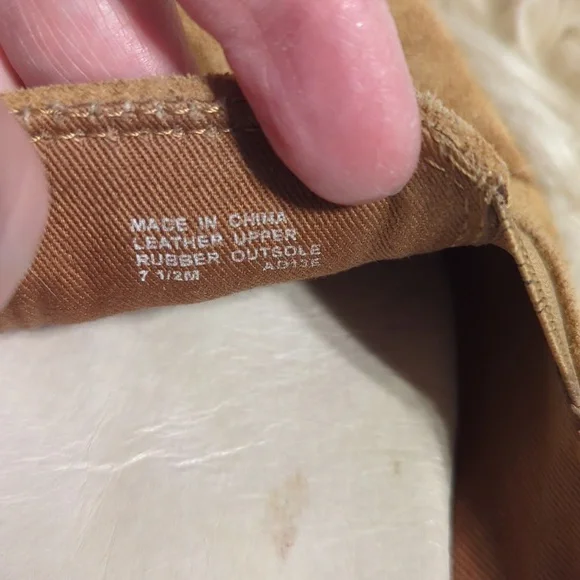 MADE IN CHINA
LEATHER UPPER
RUBBER OUTSOLE
7 1/2M